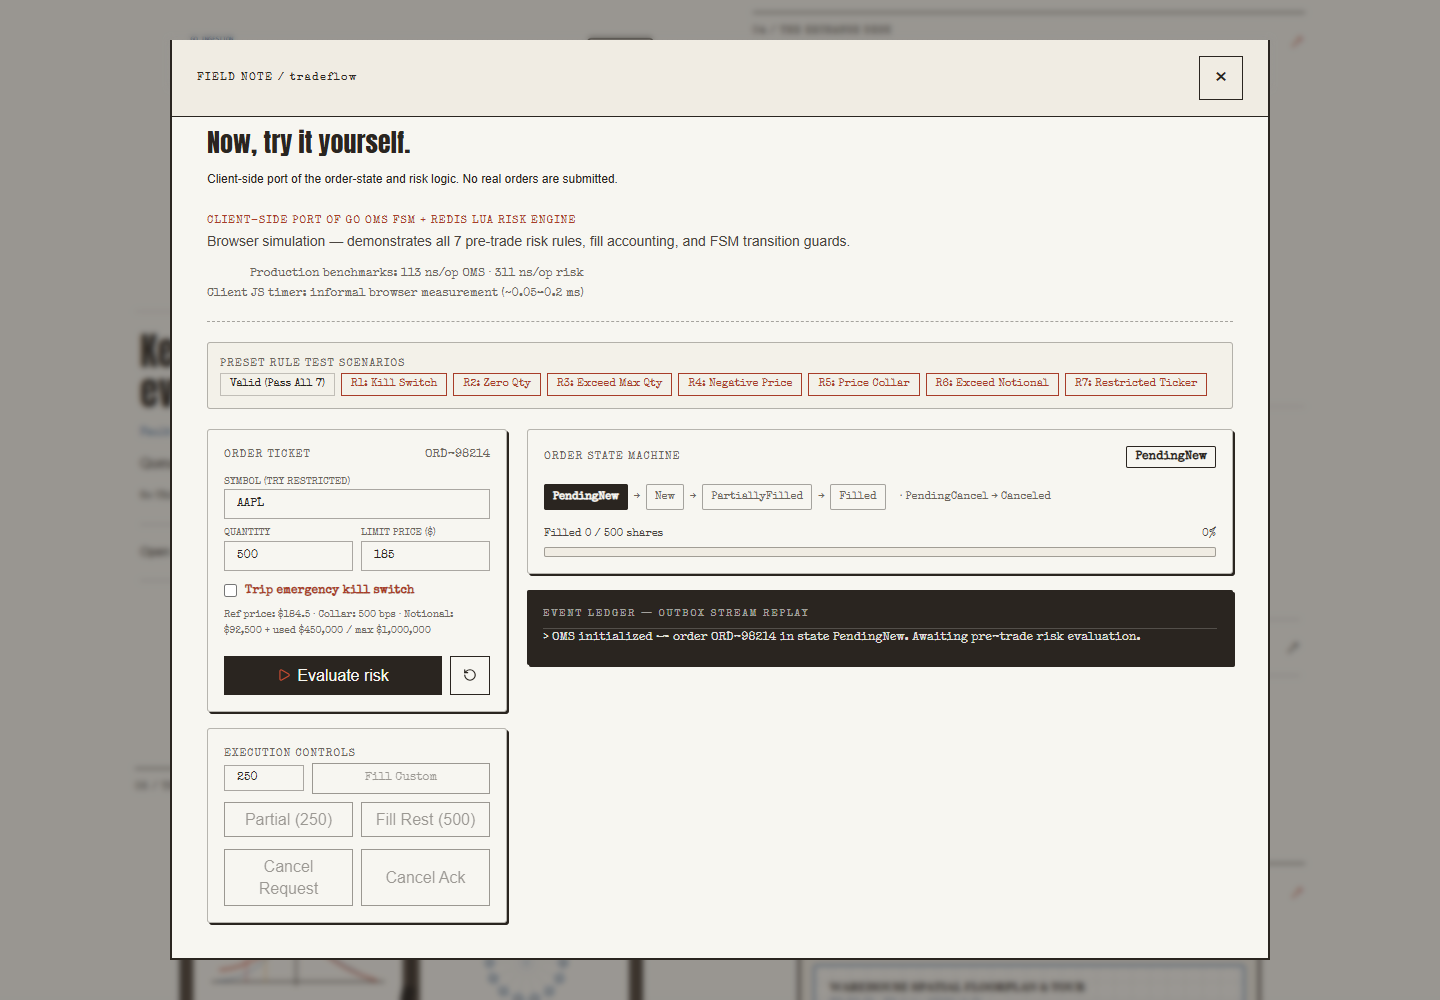 FIELD NOTE / tradeflow
×
Now, try it yourself.
Client-side port of the order-state and risk logic. No real orders are submitted.
CLIENT-SIDE PORT OF GO OMS FSM + REDIS LUA RISK ENGINE
Browser simulation — demonstrates all 7 pre-trade risk rules, fill accounting, and FSM transition guards.
Production benchmarks: 113 ns/op OMS · 311 ns/op risk
Client JS timer: informal browser measurement (~0.05–0.2 ms)
PRESET RULE TEST SCENARIOS
Valid (Pass All 7) R1: Kill Switch R2: Zero Qty R3: Exceed Max Qty R4: Negative Price R5: Price Collar R6: Exceed Notional R7: Restricted Ticker
ORDER TICKET ORD-98214
SYMBOL (TRY RESTRICTED)
AAPL
QUANTITY LIMIT PRICE ($)
500 185
Trip emergency kill switch
Ref price: $184.5 · Collar: 500 bps · Notional:
$92,500 + used $450,000 / max $1,000,000
Evaluate risk
EXECUTION CONTROLS
250 Fill Custom
Partial (250) Fill Rest (500)
Cancel Request Cancel Ack
ORDER STATE MACHINE PendingNew
PendingNew → New → PartiallyFilled → Filled · PendingCancel → Canceled
Filled 0 / 500 shares 0%
EVENT LEDGER — OUTBOX STREAM REPLAY
> OMS initialized — order ORD-98214 in state PendingNew. Awaiting pre-trade risk evaluation.
WAREHOUSE SPATIAL FLOORPLAN & TOUR